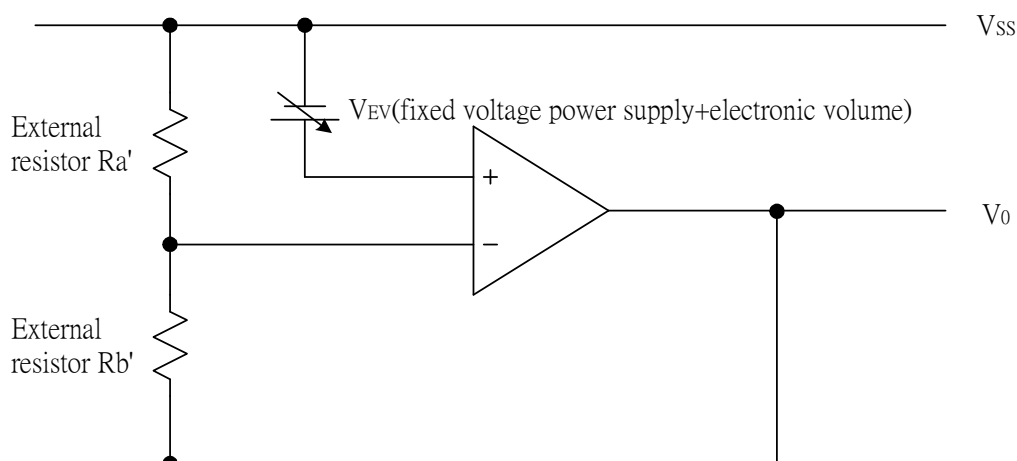 VSS
VEV(fixed voltage power supply+electronic volume)
External
resistor Ra'
+
V0
−
External
resistor Rb'